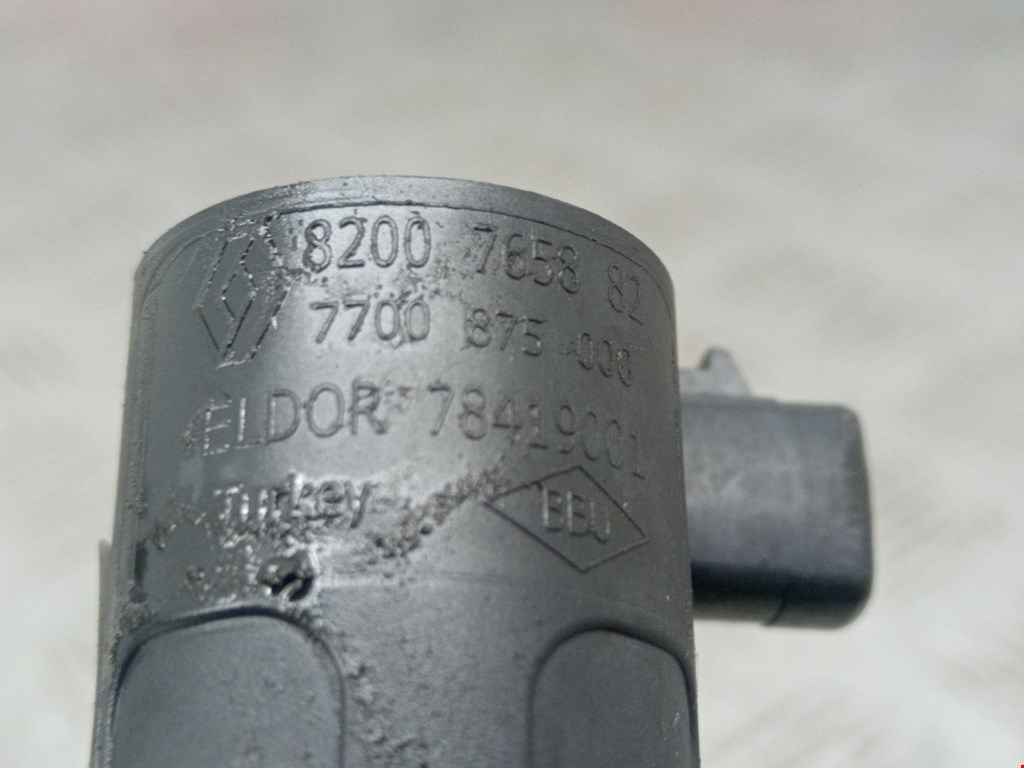 8200 7658 82
7700 875 000
ELDOR 78419001
Turkey
BBU